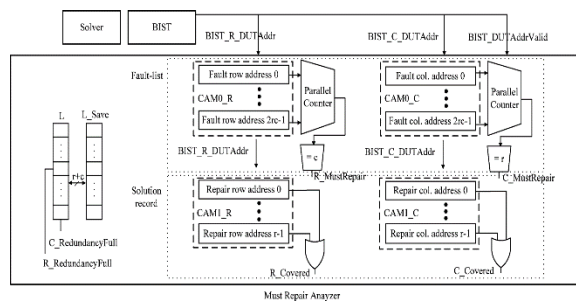 Solver
BIST
BIST_R_DUTAddr
BIST_C_DUTAddr
BIST_DUTAddrValid
Fault-list
Fault row address 0
CAM0_R
Fault row address 2rc-1
Parallel
Counter
Fault col. address 0
CAM0_C
Fault col. address 2rc-1
Parallel
Counter
L
L_Save
r+c
BIST_R_DUTAddr
= c
R_MustRepair
BIST_C_DUTAddr
= r
C_MustRepair
Solution
record
Repair row address 0
CAM1_R
Repair row address r-1
Repair col. address 0
CAM1_C
Repair col. address r-1
C_RedundancyFull
R_RedundancyFull
R_Covered
C_Covered
Must Repair Anayzer